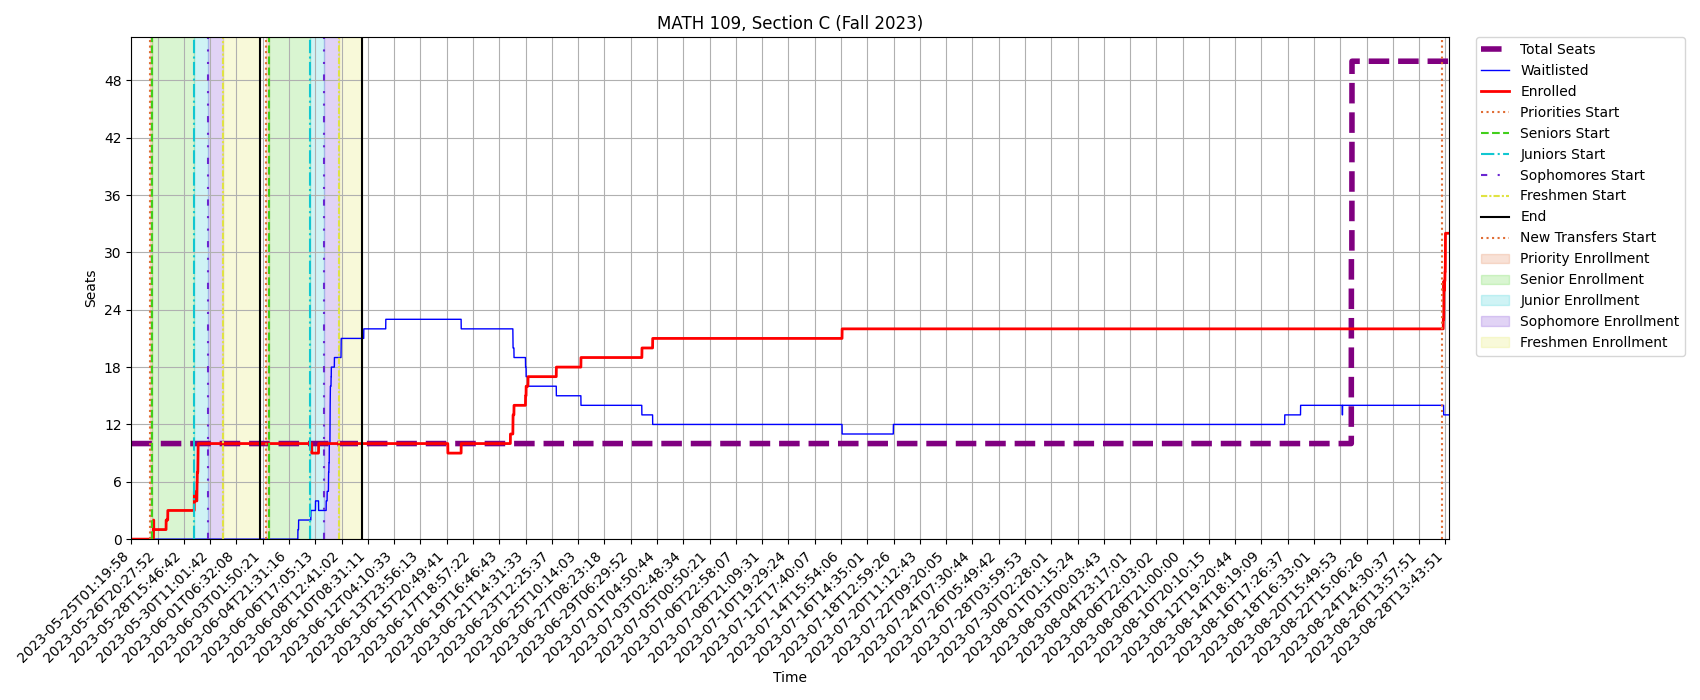 MATH 109, Section C (Fall 2023)
Seats
48
42
36
30
24
18
12
6
0
2023-05-25T01:19:58
2023-05-26T20:27:52
2023-05-28T15:46:42
2023-05-30T11:01:42
2023-06-01T06:32:08
2023-06-03T01:50:21
2023-06-04T21:31:16
2023-06-06T17:05:13
2023-06-08T12:41:02
2023-06-10T08:31:11
2023-06-12T04:10:33
2023-06-13T23:56:13
2023-06-15T20:49:41
2023-06-17T18:57:22
2023-06-19T16:46:43
2023-06-21T14:31:33
2023-06-23T12:25:37
2023-06-25T10:14:03
2023-06-27T08:23:18
2023-06-29T06:29:52
2023-07-01T04:50:44
2023-07-03T02:48:34
2023-07-05T00:50:21
2023-07-06T22:58:07
2023-07-08T21:09:31
2023-07-10T19:29:24
2023-07-12T17:40:07
2023-07-14T15:54:06
2023-07-16T14:35:01
2023-07-18T12:59:26
2023-07-20T11:12:43
2023-07-22T09:20:05
2023-07-24T07:30:44
2023-07-26T05:49:42
2023-07-28T03:59:53
2023-07-30T02:28:01
2023-08-01T01:15:24
2023-08-03T00:03:43
2023-08-04T23:17:01
2023-08-06T22:03:02
2023-08-08T21:00:00
2023-08-10T20:10:15
2023-08-12T19:20:44
2023-08-14T18:19:09
2023-08-16T17:26:37
2023-08-18T16:33:01
2023-08-20T15:49:53
2023-08-22T15:06:20
2023-08-24T14:30:37
2023-08-26T13:57:51
2023-08-28T13:43:51
Time
Total Seats
Waitlisted
Enrolled
Priorities Start
Seniors Start
Juniors Start
Sophomores Start
Freshmen Start
End
New Transfers Start
Priority Enrollment
Senior Enrollment
Junior Enrollment
Sophomore Enrollment
Freshmen Enrollment